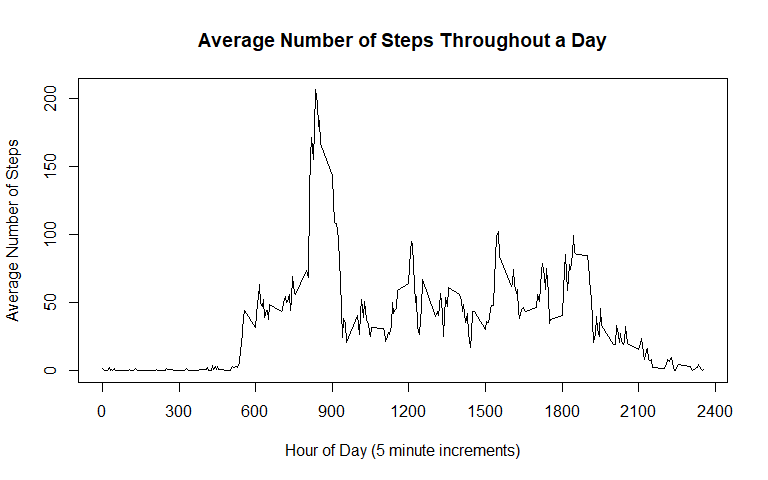 Average Number of Steps Throughout a Day
Average Number of Steps
200
150
100
50
0
0 300 600 900 1200 1500 1800 2100 2400
Hour of Day (5 minute increments)